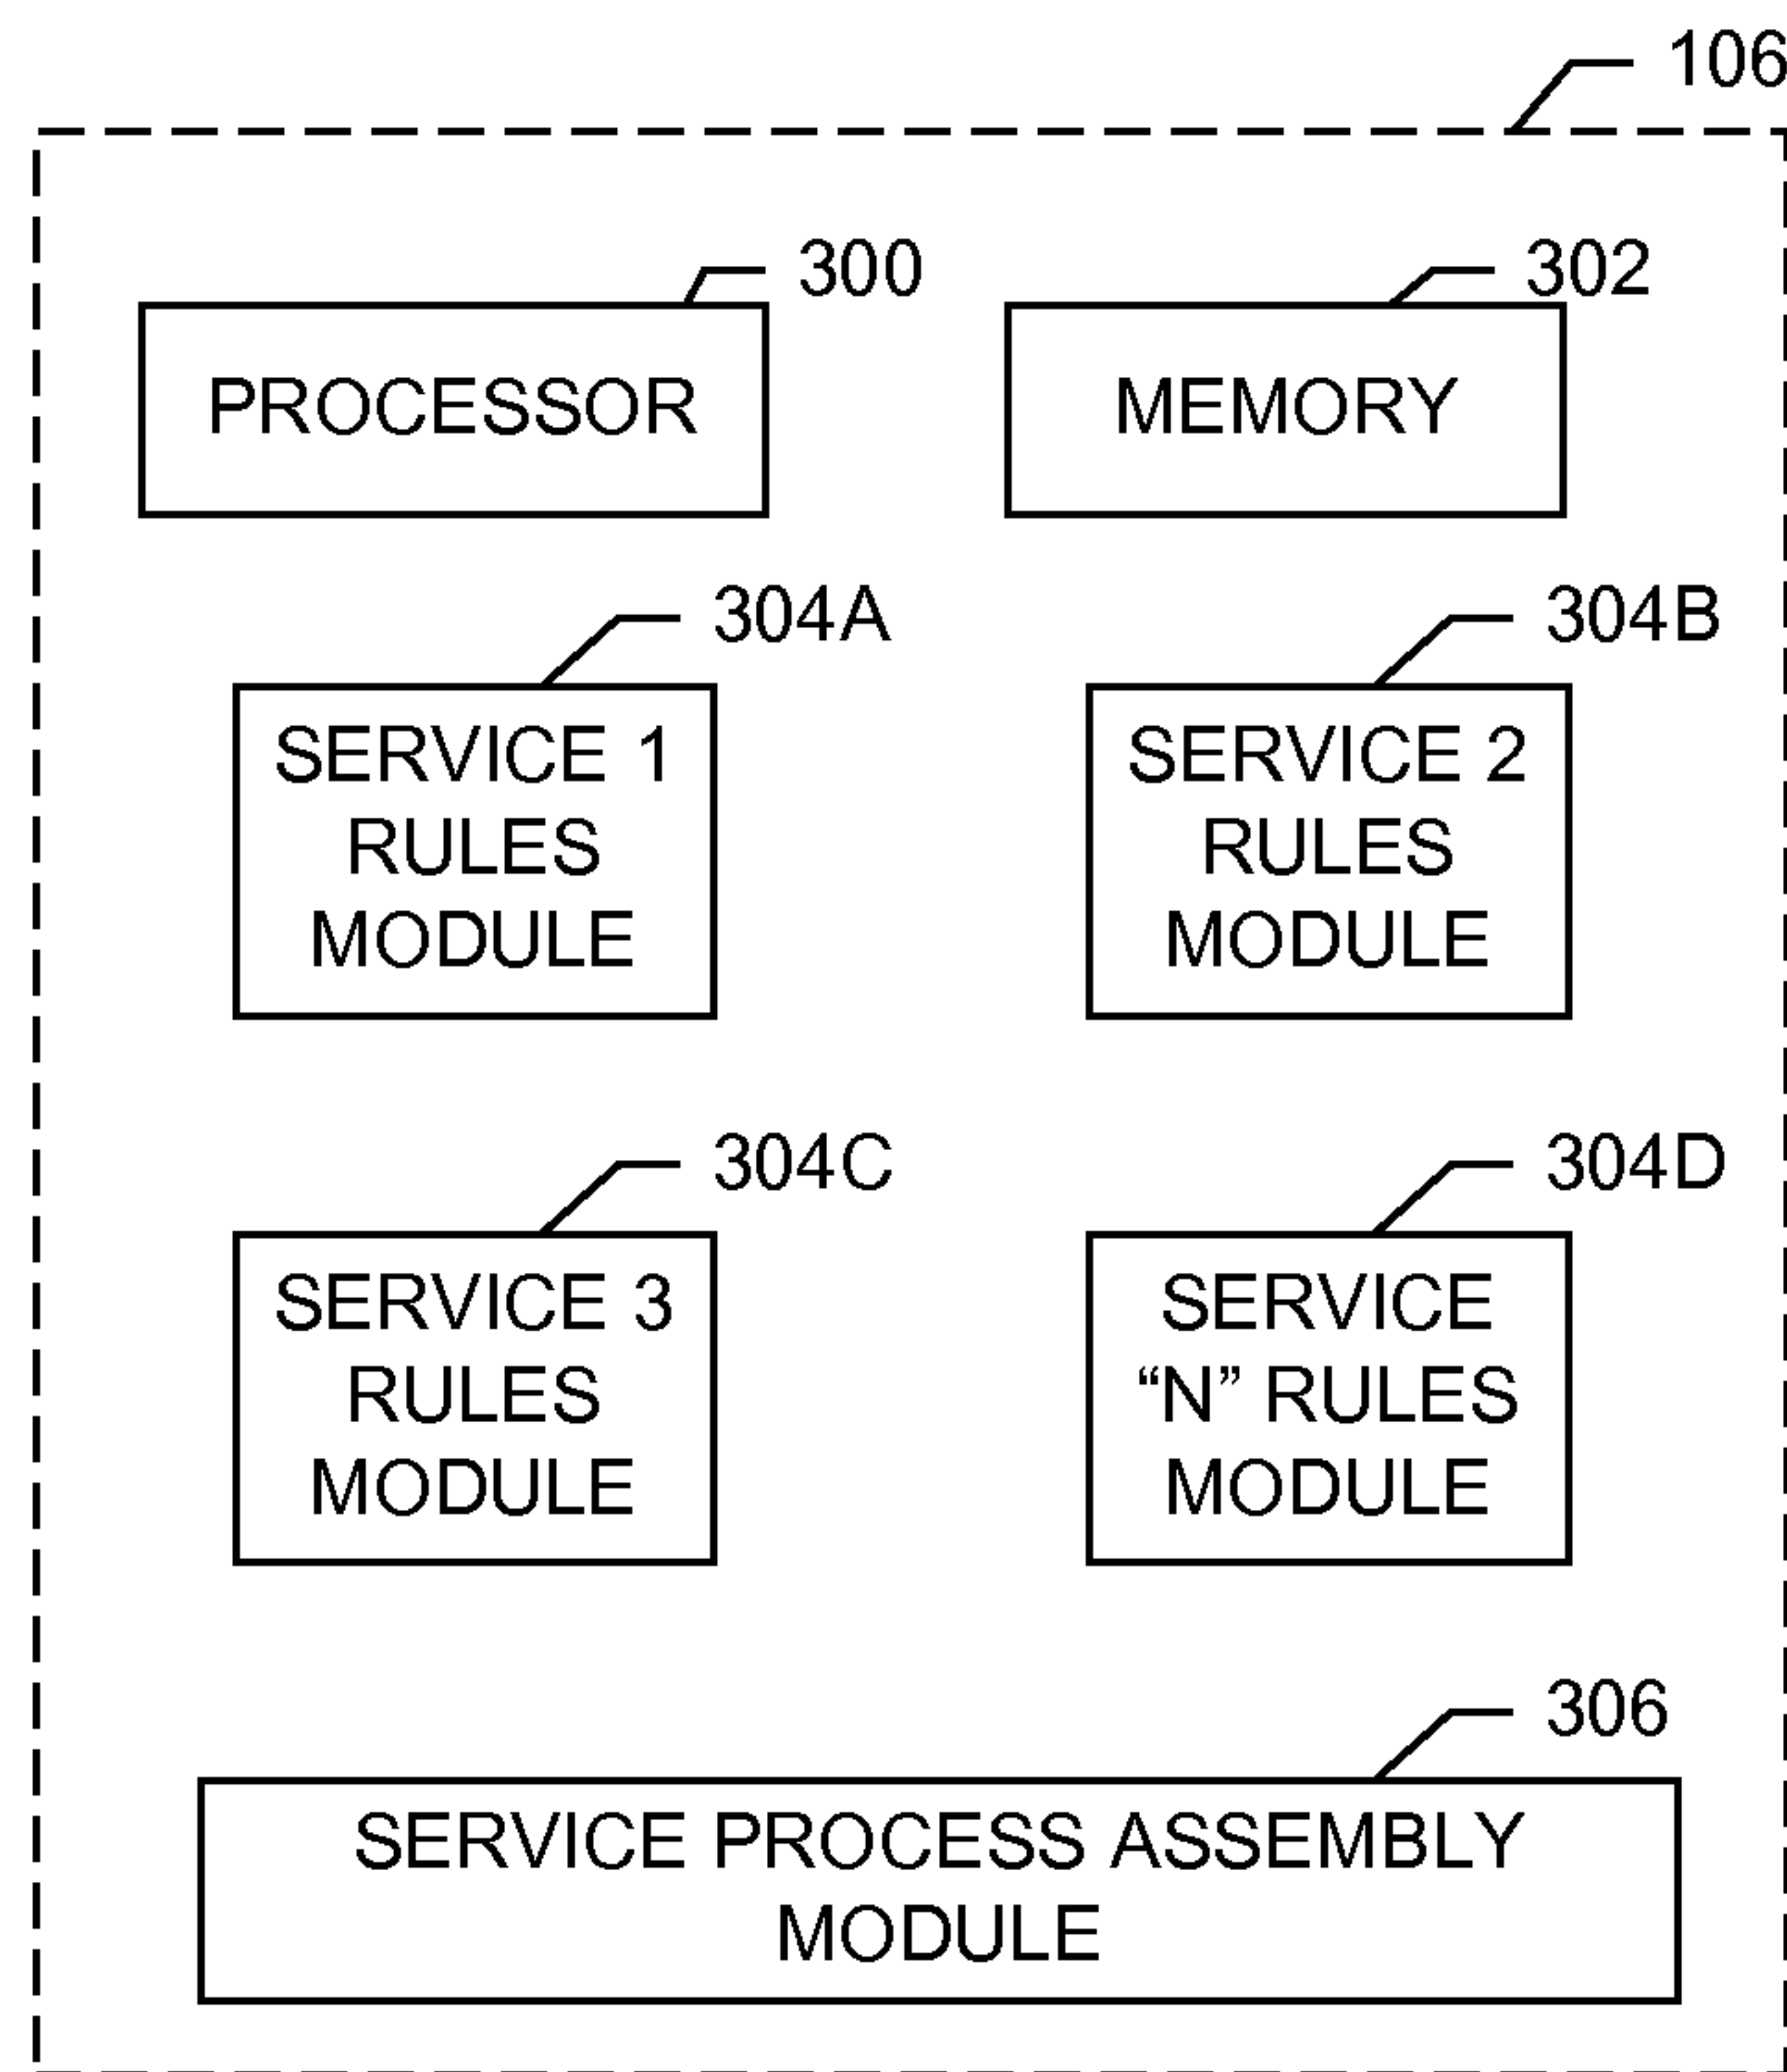 106
300
302
PROCESSOR
MEMORY
304A
304B
SERVICE 1
RULES
MODULE
SERVICE 2
RULES
MODULE
304C
304D
SERVICE 3
RULES
MODULE
SERVICE
“N” RULES
MODULE
306
SERVICE PROCESS ASSEMBLY
MODULE